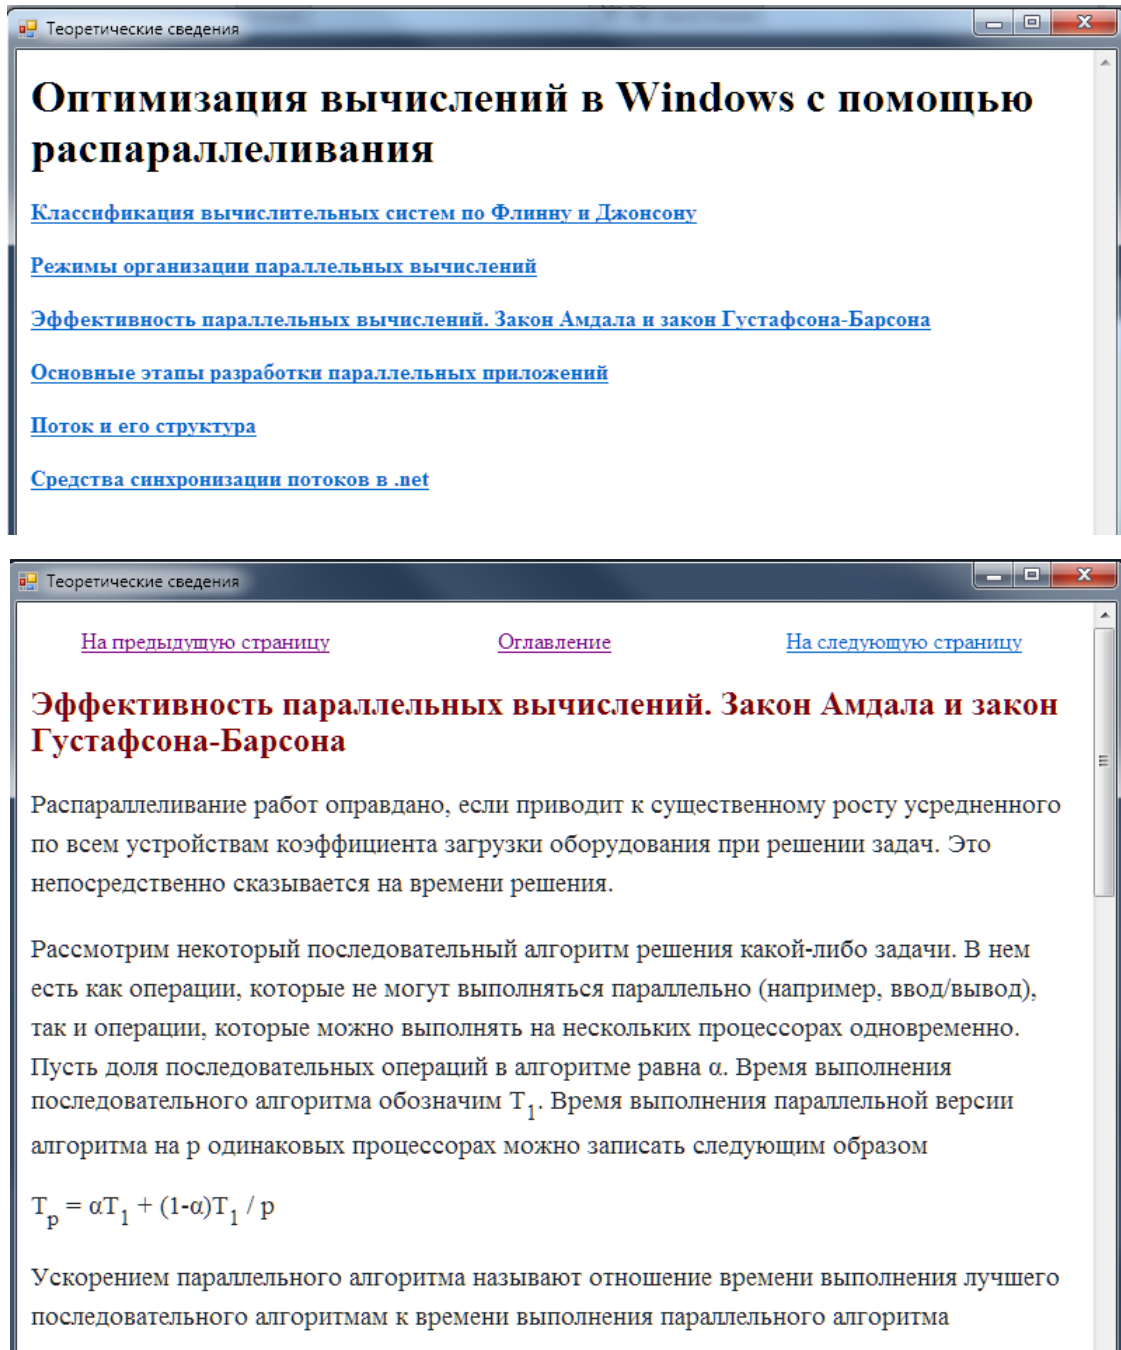 Теоретические сведения
Оптимизация вычислений в Windows с помощью
распараллеливания
Классификация вычислительных систем по Флинну и Джонсону
Режимы организации параллельных вычислений
Эффективность параллельных вычислений. Закон Амдала и закон Густафсона-Барсона
Основные этапы разработки параллельных приложений
Поток и его структура
Средства синхронизации потоков в .net
Теоретические сведения
На предыдущую страницу Оглавление На следующую страницу
Эффективность параллельных вычислений. Закон Амдала и закон
Густафсона-Барсона
Распараллеливание работ оправдано, если приводит к существенному росту усредненного
по всем устройствам коэффициента загрузки оборудования при решении задач. Это
непосредственно сказывается на времени решения.
Рассмотрим некоторый последовательный алгоритм решения какой-либо задачи. В нем
есть как операции, которые не могут выполняться параллельно (например, ввод/вывод),
так и операции, которые можно выполнять на нескольких процессорах одновременно.
Пусть доля последовательных операций в алгоритме равна α. Время выполнения
последовательного алгоритма обозначим T₁. Время выполнения параллельной версии
алгоритма на p одинаковых процессорах можно записать следующим образом
Tₚ = αT₁ + (1-α)T₁ / p
Ускорением параллельного алгоритма называют отношение времени выполнения лучшего
последовательного алгоритмам к времени выполнения параллельного алгоритма